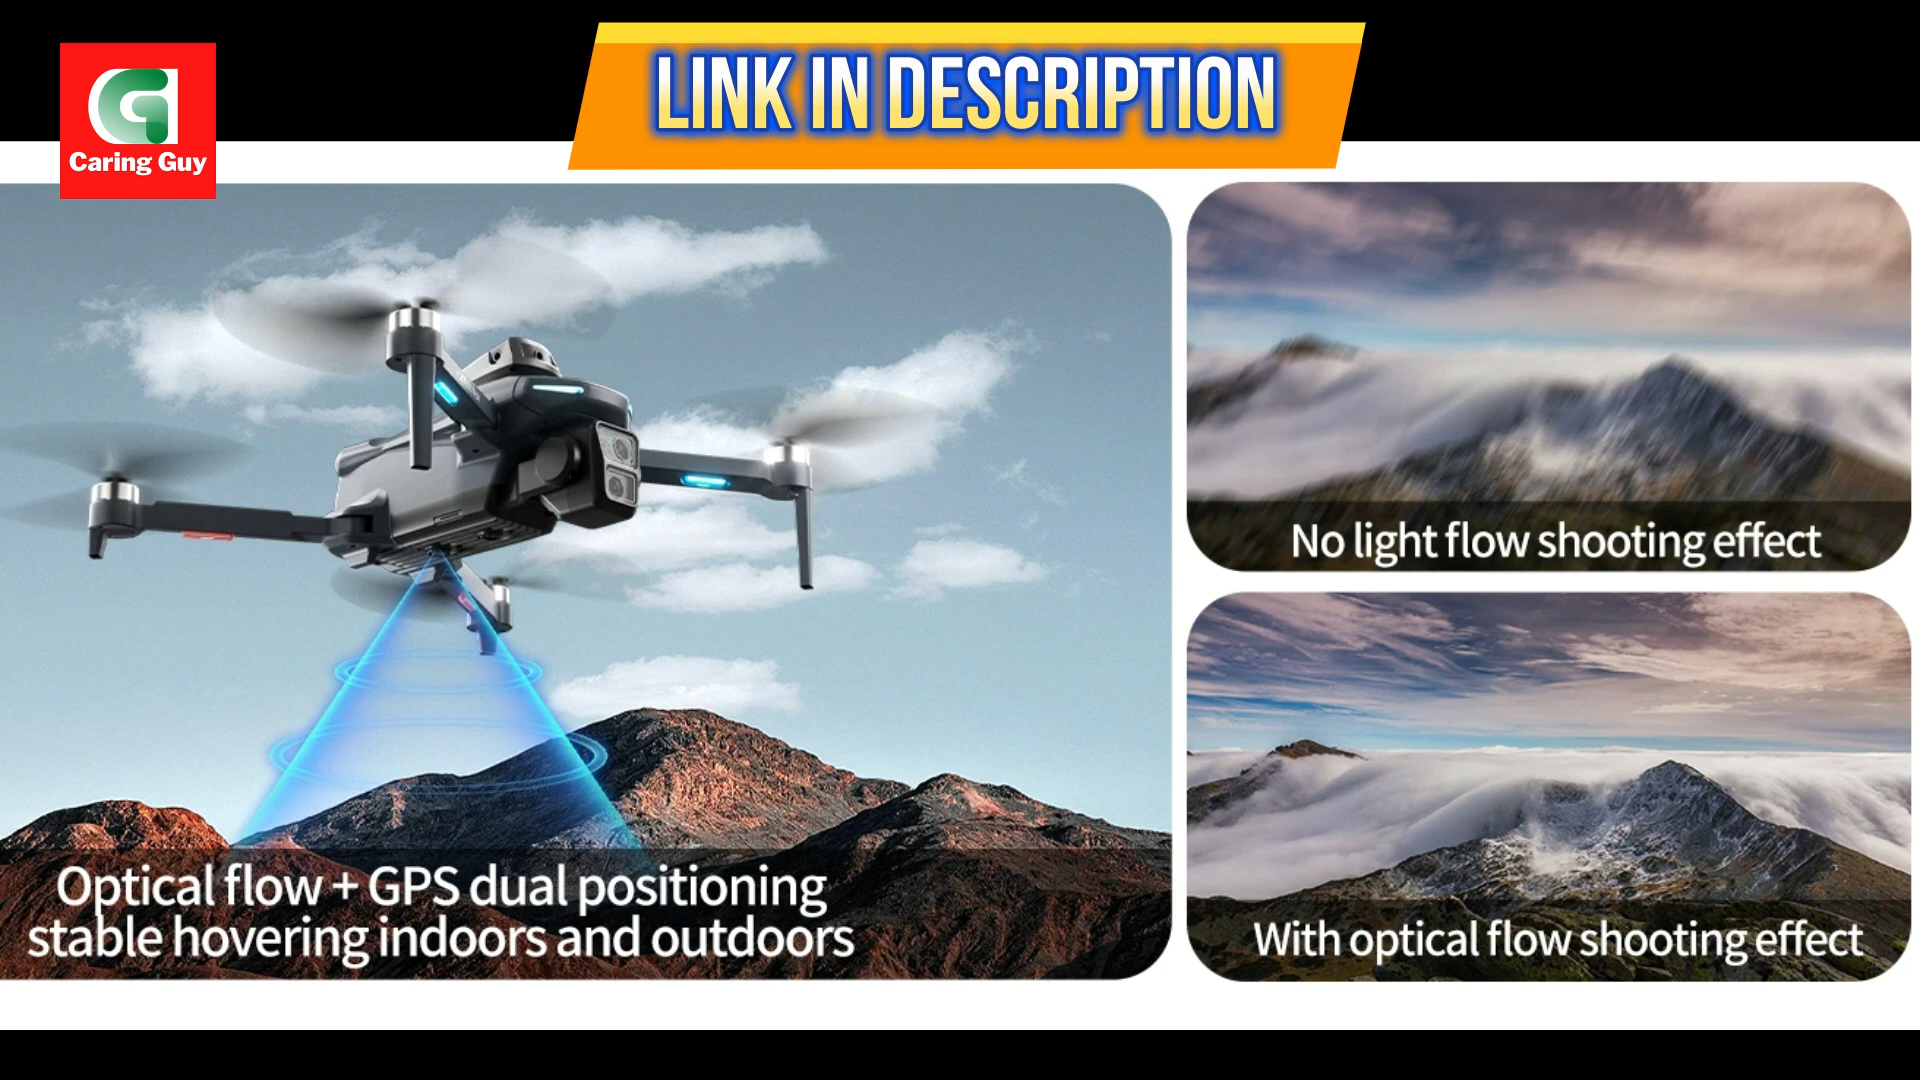 LINK IN DESCRIPTION
Caring Guy
No light flow shooting effect
Optical flow + GPS dual positioning
stable hovering indoors and outdoors
With optical flow shooting effect